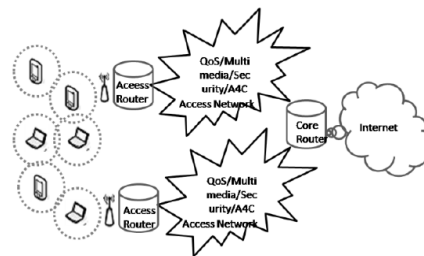 Aceess
Router
QoS/Multi
media/Sec
urity/A4C
Access Network
Core
Router
Internet
QoS/Multi
media/Sec
urity/A4C
Access Network
Access
Router